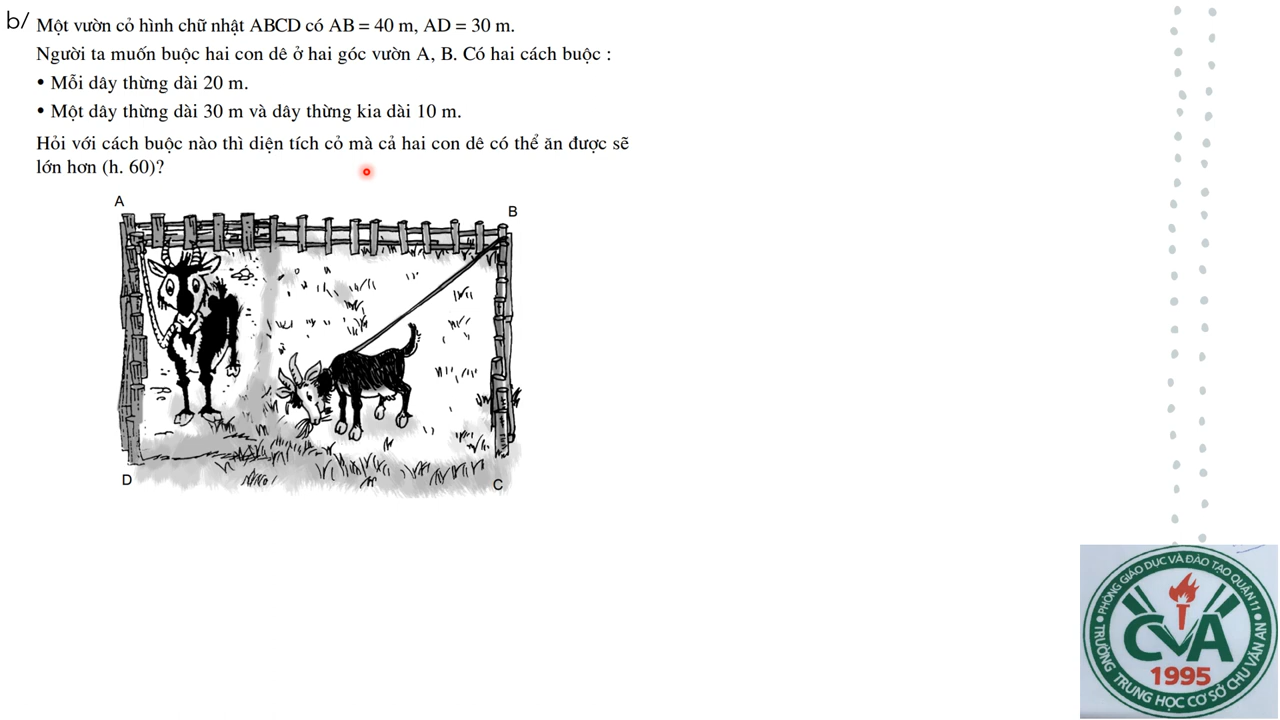 b/ Một vườn cỏ hình chữ nhật ABCD có AB = 40 m, AD = 30 m.
Người ta muốn buộc hai con dê ở hai góc vườn A, B. Có hai cách buộc :
• Mỗi dây thừng dài 20 m.
• Một dây thừng dài 30 m và dây thừng kia dài 10 m.
Hỏi với cách buộc nào thì diện tích cỏ mà cả hai con dê có thể ăn được sẽ
lớn hơn (h. 60)?
A
B
D
C
PHÒNG GIÁO DỤC VÀ ĐÀO TẠO QUẬN 11
CVA
1995
TRƯỜNG TRUNG HỌC CƠ SỞ CHU VĂN AN